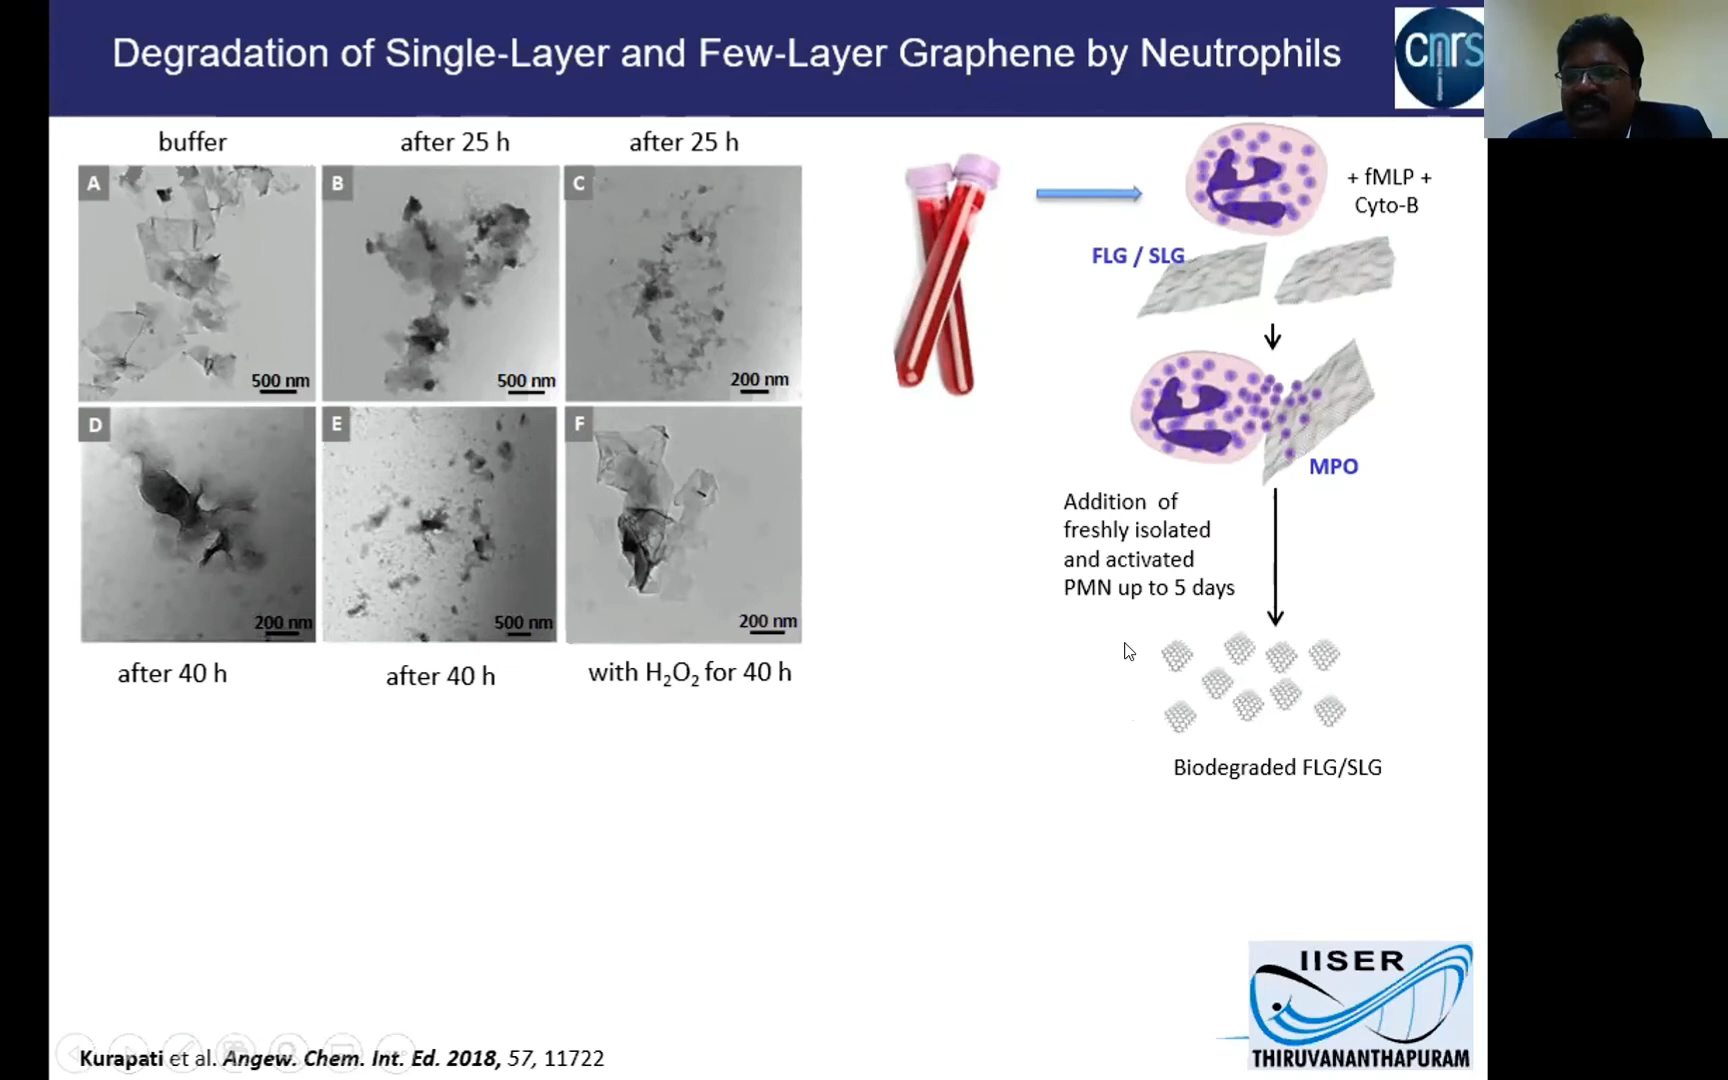 Degradation of Single-Layer and Few-Layer Graphene by Neutrophils
cnrs
buffer
after 25 h
after 25 h
A
B
C
500 nm
500 nm
200 nm
D
E
F
200 nm
500 nm
200 nm
after 40 h
after 40 h
with H₂O₂ for 40 h
+ fMLP +
Cyto-B
FLG / SLG
MPO
Addition of
freshly isolated
and activated
PMN up to 5 days
Biodegraded FLG/SLG
IISER
THIRUVANANTHAPURAM
Kurapati et al. Angew. Chem. Int. Ed. 2018, 57, 11722